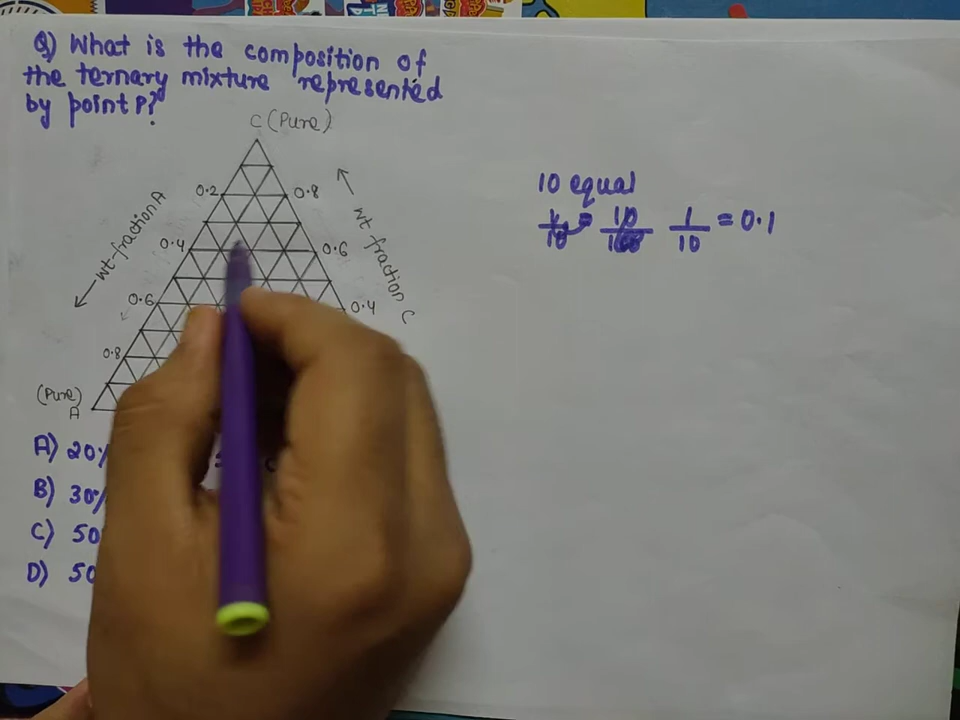 Q) What is the composition of
the ternary mixture represented
by point P?
C (Pure)
0.2
0.8
wt-fraction A
wt fraction C
0.4
0.6
0.6
0.4
0.8
(Pure)
A
A) 20%
B) 30%
C) 50
D) 50
10 equal
1/10 = 10/100 1/10 = 0.1